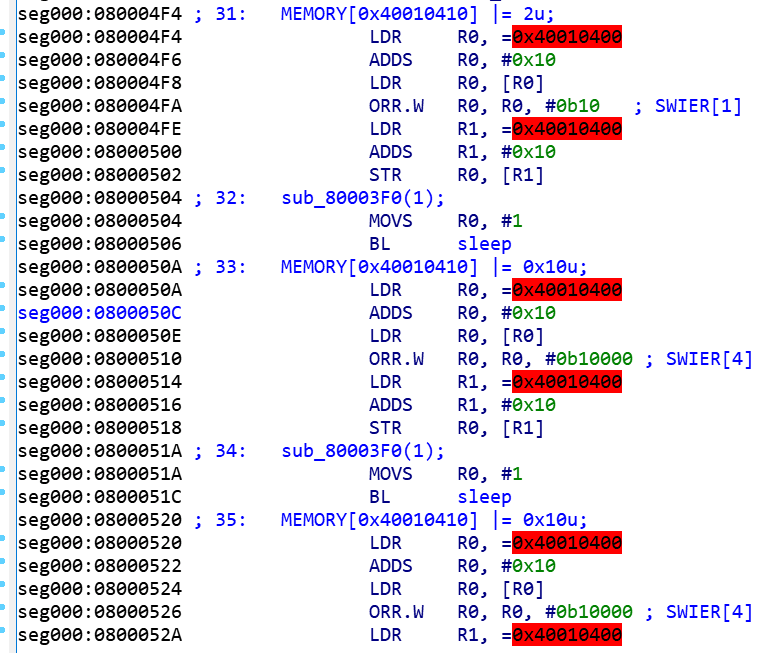 seg000:080004F4 ; 31:   MEMORY[0x40010410] |= 2u;
seg000:080004F4                 LDR     R0, =0x40010400
seg000:080004F6                 ADDS    R0, #0x10
seg000:080004F8                 LDR     R0, [R0]
seg000:080004FA                 ORR.W   R0, R0, #0b10   ; SWIER[1]
seg000:080004FE                 LDR     R1, =0x40010400
seg000:08000500                 ADDS    R1, #0x10
seg000:08000502                 STR     R0, [R1]
seg000:08000504 ; 32:   sub_80003F0(1);
seg000:08000504                 MOVS    R0, #1
seg000:08000506                 BL      sleep
seg000:0800050A ; 33:   MEMORY[0x40010410] |= 0x10u;
seg000:0800050A                 LDR     R0, =0x40010400
seg000:0800050C                 ADDS    R0, #0x10
seg000:0800050E                 LDR     R0, [R0]
seg000:08000510                 ORR.W   R0, R0, #0b10000 ; SWIER[4]
seg000:08000514                 LDR     R1, =0x40010400
seg000:08000516                 ADDS    R1, #0x10
seg000:08000518                 STR     R0, [R1]
seg000:0800051A ; 34:   sub_80003F0(1);
seg000:0800051A                 MOVS    R0, #1
seg000:0800051C                 BL      sleep
seg000:08000520 ; 35:   MEMORY[0x40010410] |= 0x10u;
seg000:08000520                 LDR     R0, =0x40010400
seg000:08000522                 ADDS    R0, #0x10
seg000:08000524                 LDR     R0, [R0]
seg000:08000526                 ORR.W   R0, R0, #0b10000 ; SWIER[4]
seg000:0800052A                 LDR     R1, =0x40010400